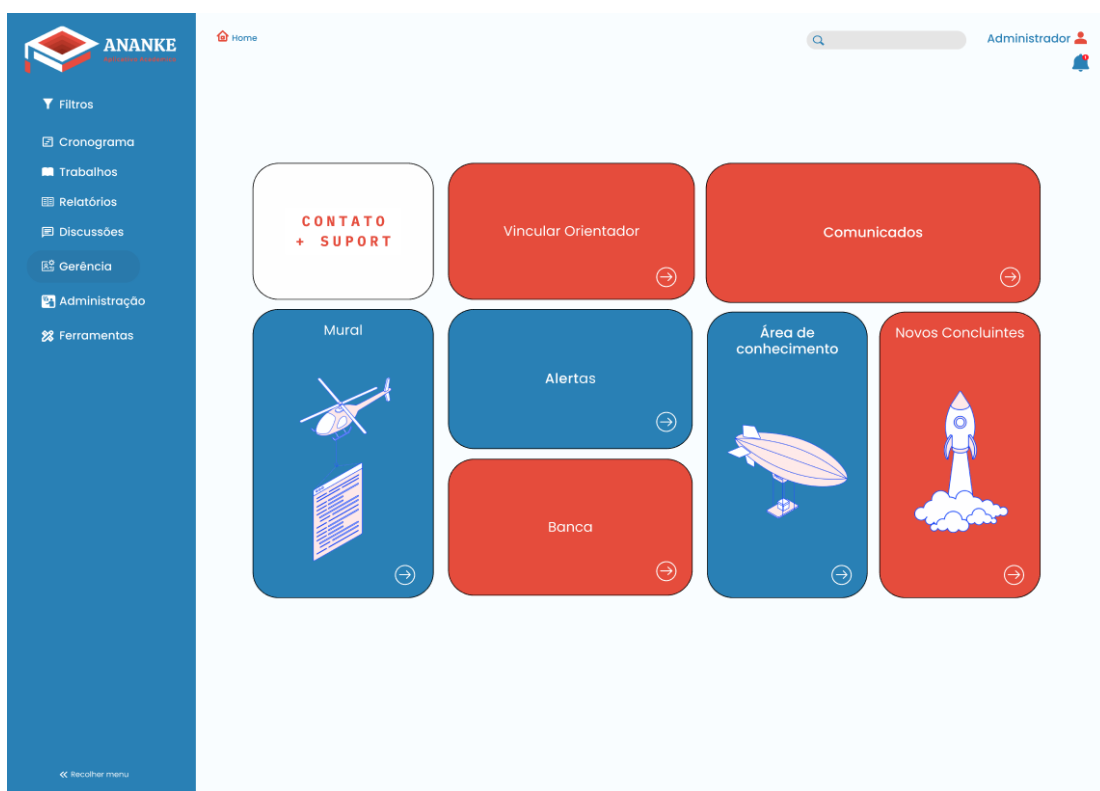 ANANKE
Home
Administrador
Filtros
Cronograma
Trabalhos
Relatórios
Discussões
Gerência
Administração
Ferramentas
Recolher menu
CONTATO
+ SUPORT
Vincular Orientador
Comunicados
Mural
Alertas
Área de
conhecimento
Novos Concluintes
Banca